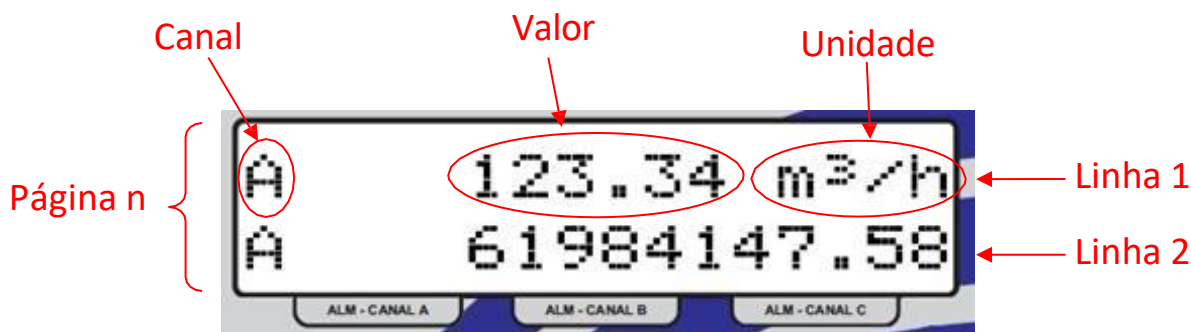 Canal
Valor
Unidade
Página n
A 123.34 m³/h
Linha 1
A 61984147.58
Linha 2
ALM - CANAL A
ALM - CANAL B
ALM - CANAL C